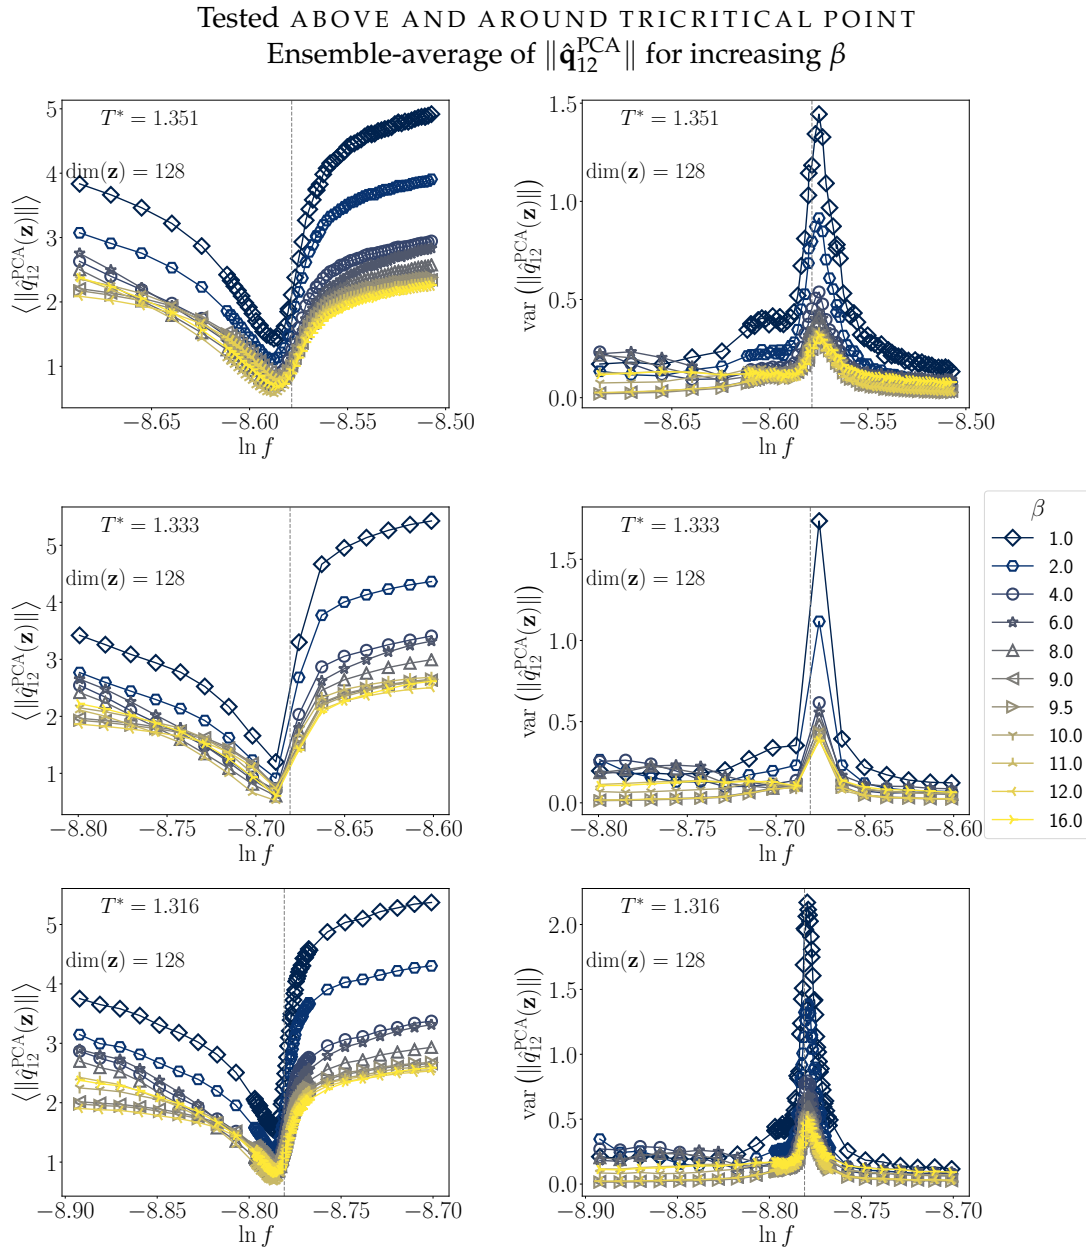 Tested ABOVE AND AROUND TRICRITICAL POINT
Ensemble-average of ‖q̂₁₂^PCA‖ for increasing β
T* = 1.351
dim(z) = 128
⟨‖q̂₁₂^PCA(z)‖⟩
5
4
3
2
1
−8.65 −8.60 −8.55 −8.50
ln f
T* = 1.351
dim(z) = 128
var (‖q̂₁₂^PCA(z)‖)
1.5
1.0
0.5
0.0
−8.65 −8.60 −8.55 −8.50
ln f
T* = 1.333
dim(z) = 128
⟨‖q̂₁₂^PCA(z)‖⟩
5
4
3
2
1
−8.80 −8.75 −8.70 −8.65 −8.60
ln f
T* = 1.333
dim(z) = 128
var (‖q̂₁₂^PCA(z)‖)
1.5
1.0
0.5
0.0
−8.80 −8.75 −8.70 −8.65 −8.60
ln f
β
1.0
2.0
4.0
6.0
8.0
9.0
9.5
10.0
11.0
12.0
16.0
T* = 1.316
dim(z) = 128
⟨‖q̂₁₂^PCA(z)‖⟩
5
4
3
2
1
−8.90 −8.85 −8.80 −8.75 −8.70
ln f
T* = 1.316
dim(z) = 128
var (‖q̂₁₂^PCA(z)‖)
2.0
1.5
1.0
0.5
0.0
−8.90 −8.85 −8.80 −8.75 −8.70
ln f